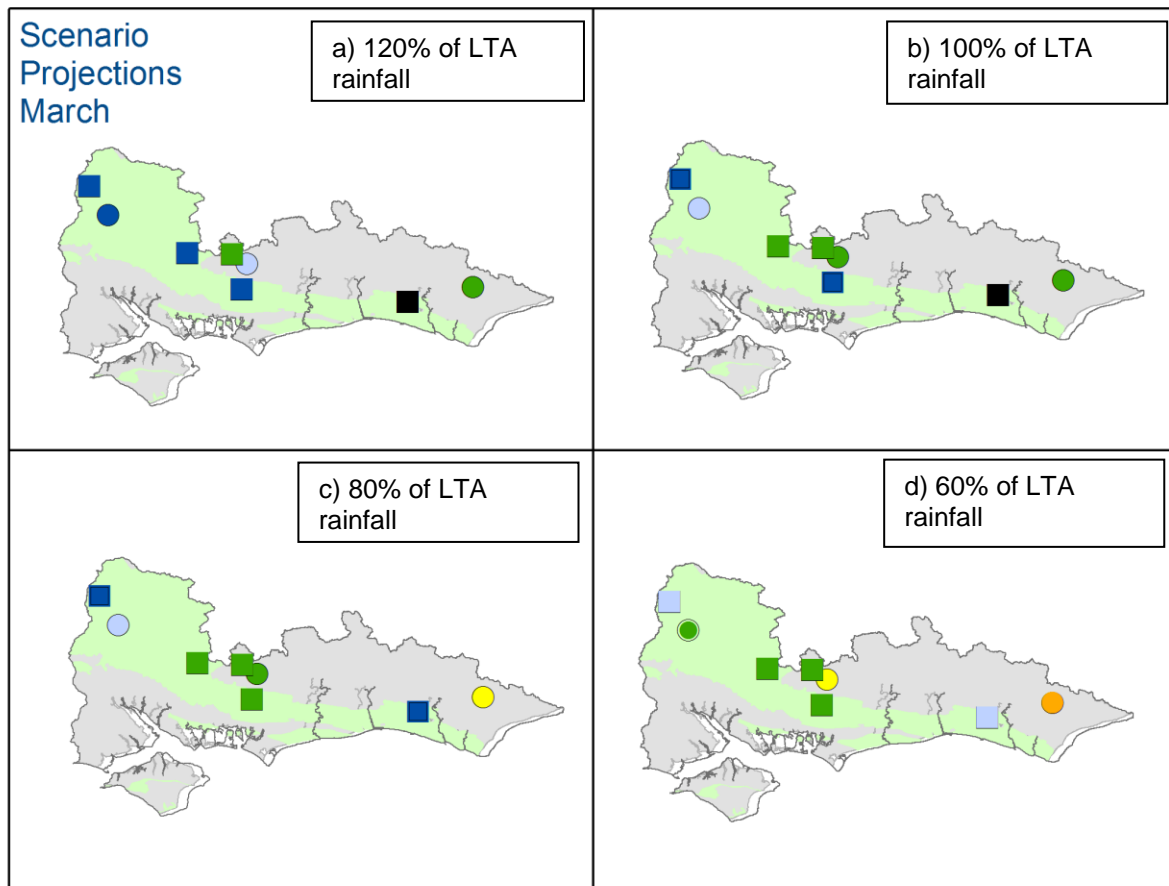 Scenario
Projections
March
a) 120% of LTA
rainfall
b) 100% of LTA
rainfall
c) 80% of LTA
rainfall
d) 60% of LTA
rainfall